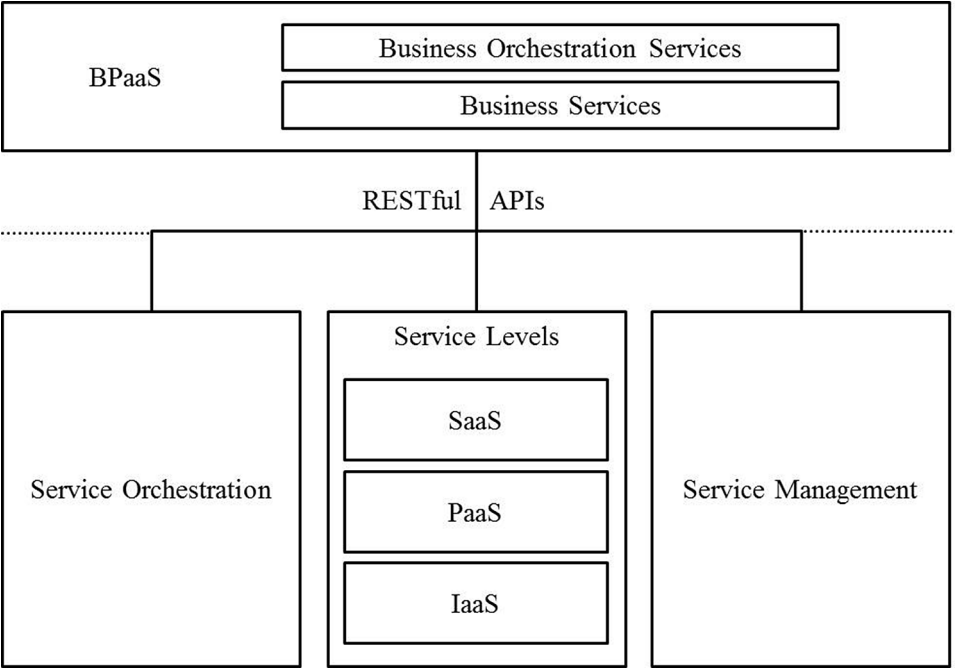 Business Orchestration Services
BPaaS
Business Services
RESTful APIs
Service Levels
SaaS
Service Orchestration
PaaS
Service Management
IaaS